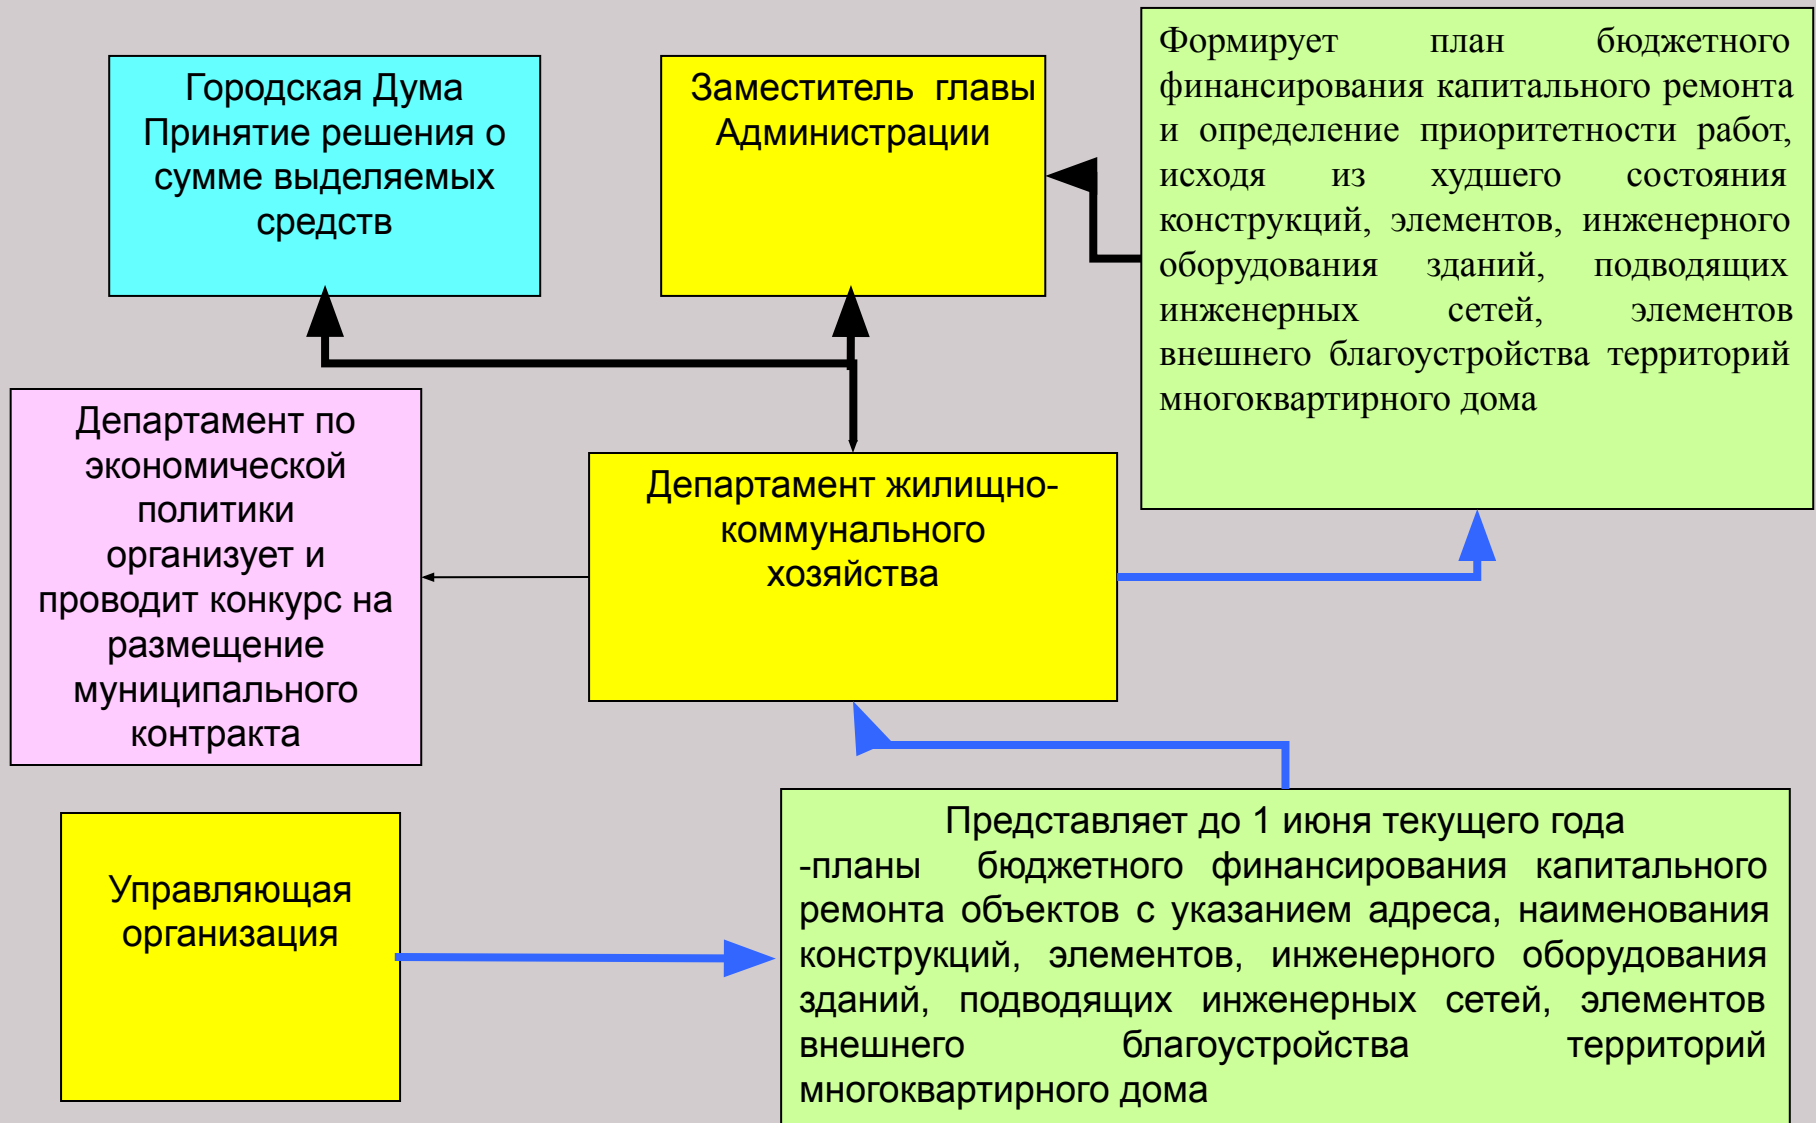 Городская Дума
Принятие решения о
сумме выделяемых
средств
Заместитель главы
Администрации
Формирует план бюджетного
финансирования капитального ремонта
и определение приоритетности работ,
исходя из худшего состояния
конструкций, элементов, инженерного
оборудования зданий, подводящих
инженерных сетей, элементов
внешнего благоустройства территорий
многоквартирного дома
Департамент по
экономической
политики
организует и
проводит конкурс на
размещение
муниципального
контракта
Департамент жилищно-
коммунального
хозяйства
Управляющая
организация
Представляет до 1 июня текущего года
-планы бюджетного финансирования капитального
ремонта объектов с указанием адреса, наименования
конструкций, элементов, инженерного оборудования
зданий, подводящих инженерных сетей, элементов
внешнего благоустройства территорий
многоквартирного дома